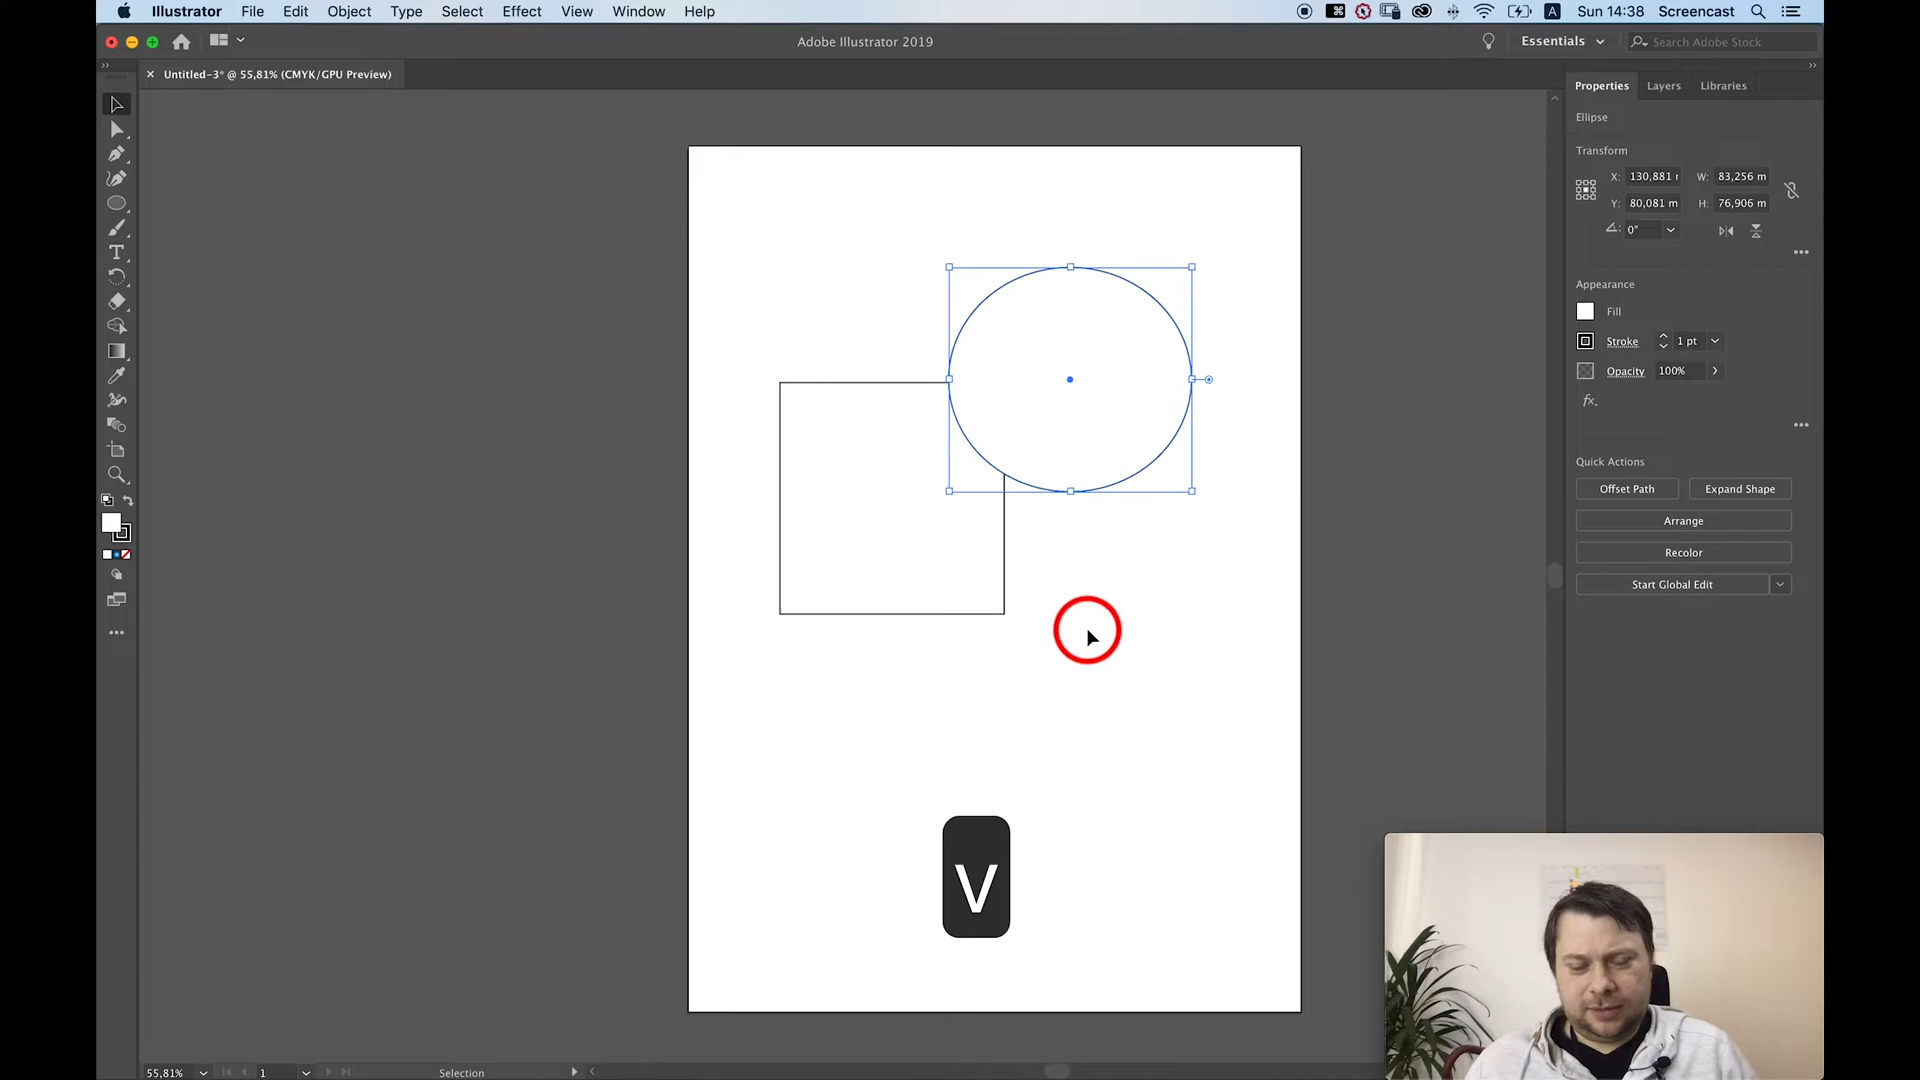 Illustrator File Edit Object Type Select Effect View Window Help
A Sun 14:38 Screencast
Adobe Illustrator 2019
Essentials
Search Adobe Stock
Untitled-3* @ 55,81% (CMYK/GPU Preview)
Properties Layers Libraries
Ellipse
Transform
X: 130,881 W: 83,256 m
Y: 80,081 m H: 76,906 m
0°
Appearance
Fill
Stroke 1 pt
Opacity 100%
fx.
Quick Actions
Offset Path Expand Shape
Arrange
Recolor
Start Global Edit
V
55,81% 1 Selection